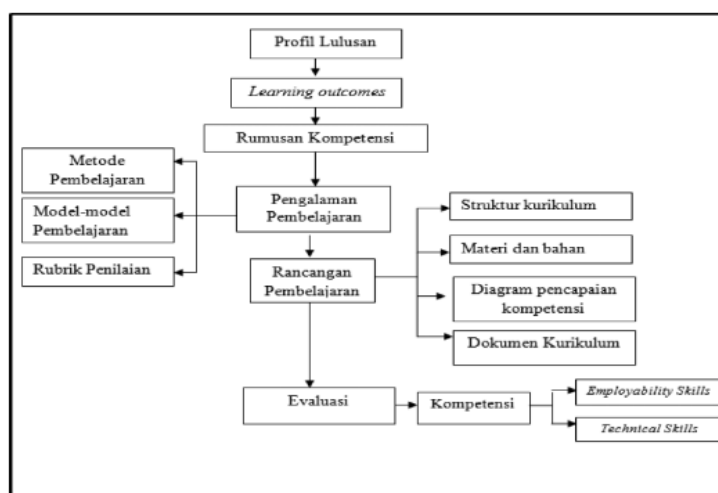 Profil Lulusan
Learning outcomes
Rumusan Kompetensi
Metode
Pembelajaran
Model-model
Pembelajaran
Rubrik Penilaian
Pengalaman
Pembelajaran
Rancangan
Pembelajaran
Struktur kurikulum
Materi dan bahan
Diagram pencapaian
kompetensi
Dokumen Kurikulum
Evaluasi
Kompetensi
Employability Skills
Technical Skills